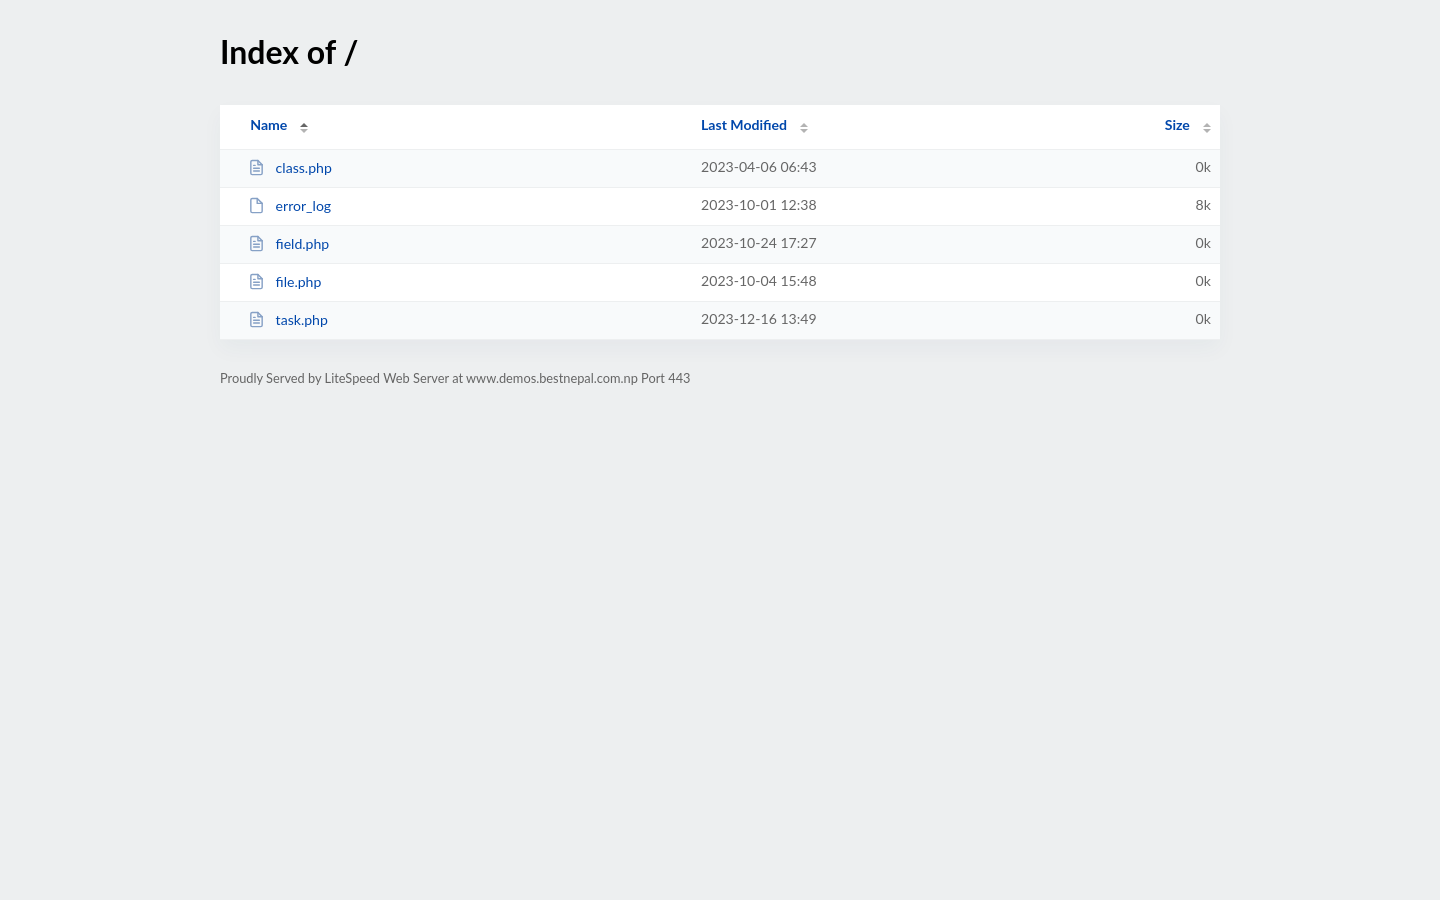 Index of /
Name Last Modified Size
class.php 2023-04-06 06:43 0k
error_log 2023-10-01 12:38 8k
field.php 2023-10-24 17:27 0k
file.php 2023-10-04 15:48 0k
task.php 2023-12-16 13:49 0k
Proudly Served by LiteSpeed Web Server at www.demos.bestnepal.com.np Port 443